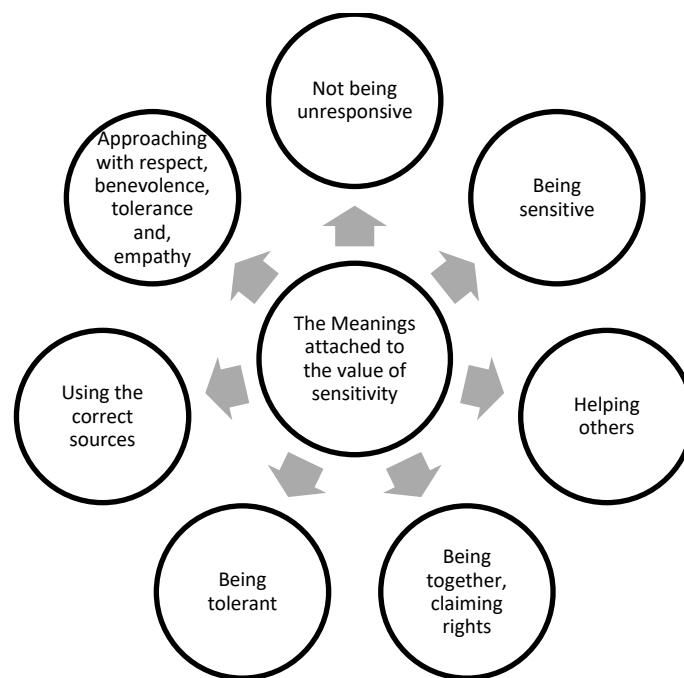 Not being
unresponsive
Being
sensitive
Helping
others
Being
together,
claiming
rights
Being
tolerant
Using the
correct
sources
Approaching
with respect,
benevolence,
tolerance
and,
empathy
The Meanings
attached to
the value of
sensitivity